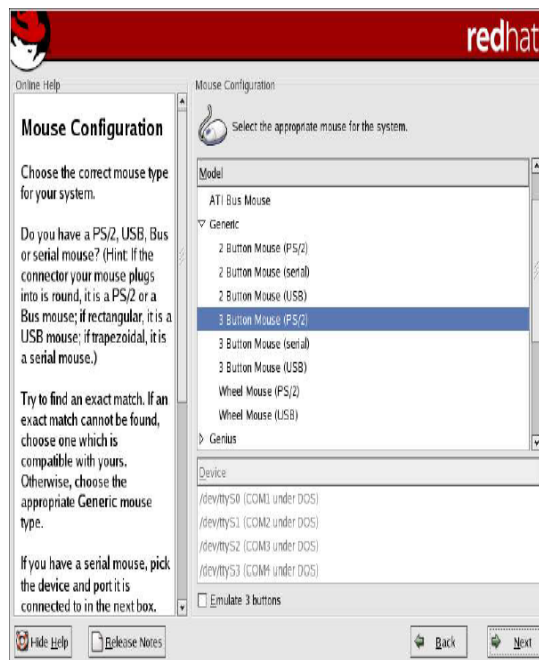 redhat
Online Help
Mouse Configuration
Choose the correct mouse type
for your system.
Do you have a PS/2, USB, Bus
or serial mouse? (Hint: If the
connector your mouse plugs
into is round, it is a PS/2 or a
Bus mouse; if rectangular, it is a
USB mouse; if trapezoidal, it is
a serial mouse.)
Try to find an exact match. If an
exact match cannot be found,
choose one which is
compatible with yours.
Otherwise, choose the
appropriate Generic mouse
type.
If you have a serial mouse, pick
the device and port it is
connected to in the next box.
Mouse Configuration
Select the appropriate mouse for the system.
Model
ATI Bus Mouse
Generic
2 Button Mouse (PS/2)
2 Button Mouse (serial)
2 Button Mouse (USB)
3 Button Mouse (PS/2)
3 Button Mouse (serial)
3 Button Mouse (USB)
Wheel Mouse (PS/2)
Wheel Mouse (USB)
Genius
Device
/dev/ttyS0 (COM1 under DOS)
/dev/ttyS1 (COM2 under DOS)
/dev/ttyS2 (COM3 under DOS)
/dev/ttyS3 (COM4 under DOS)
Emulate 3 buttons
Hide Help
Release Notes
Back
Next